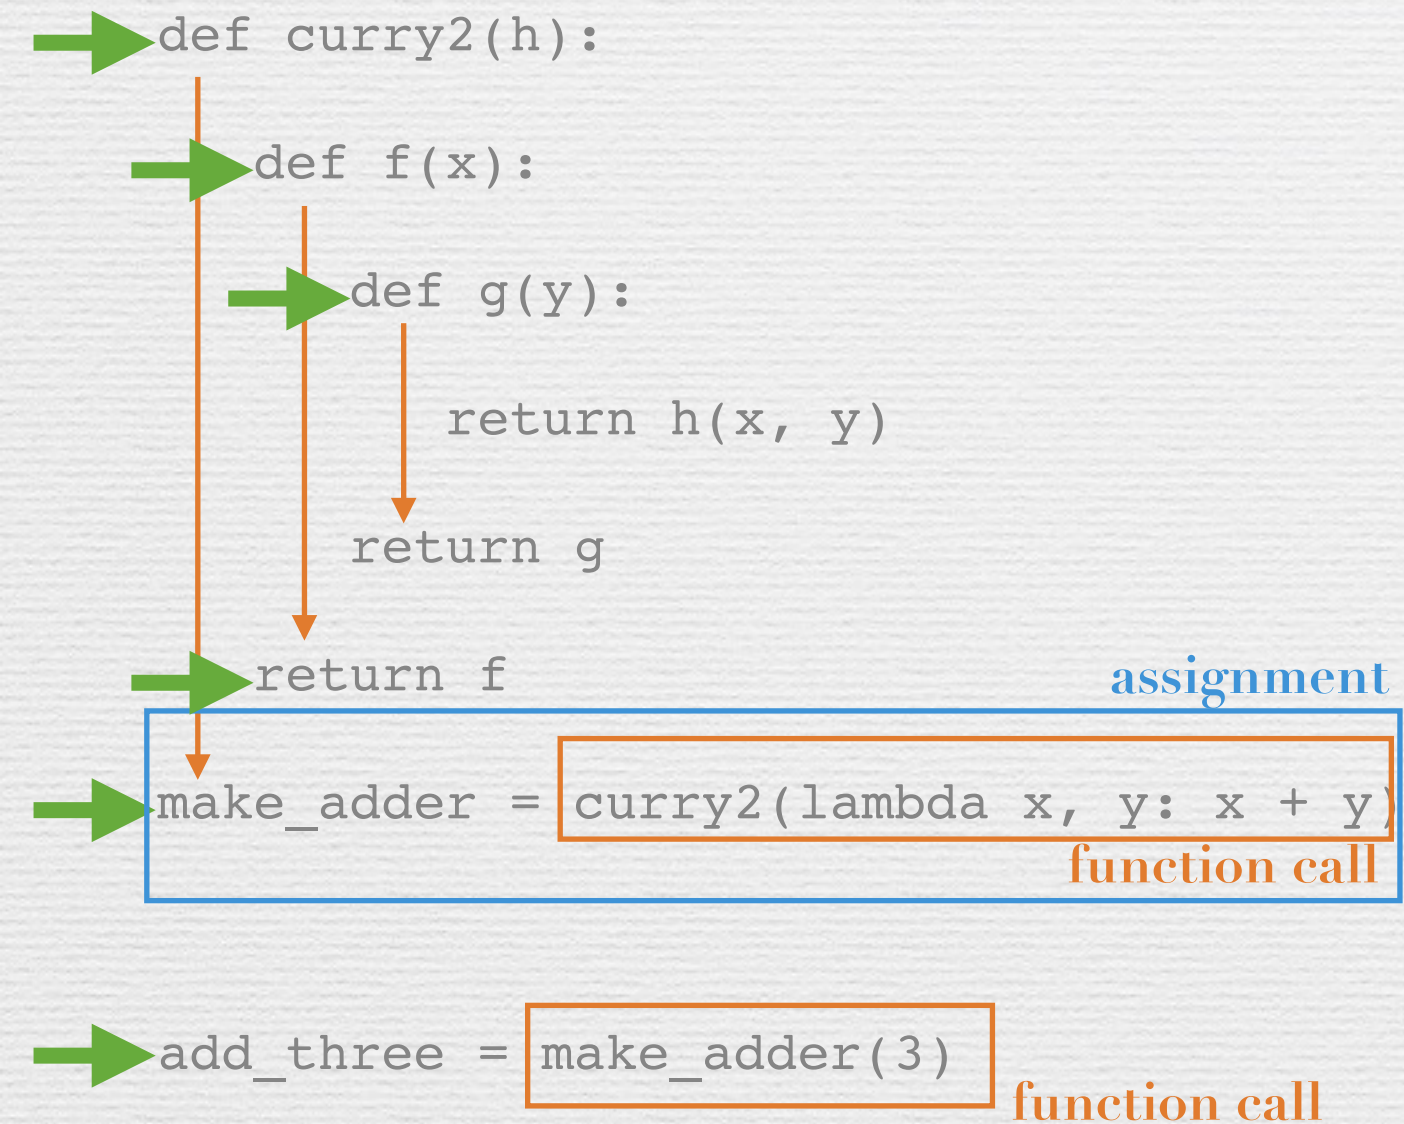 def curry2(h):
def f(x):
def g(y):
return h(x, y)
return g
return f
assignment
make_adder = curry2(lambda x, y: x + y)
function call
add_three = make_adder(3)
function call